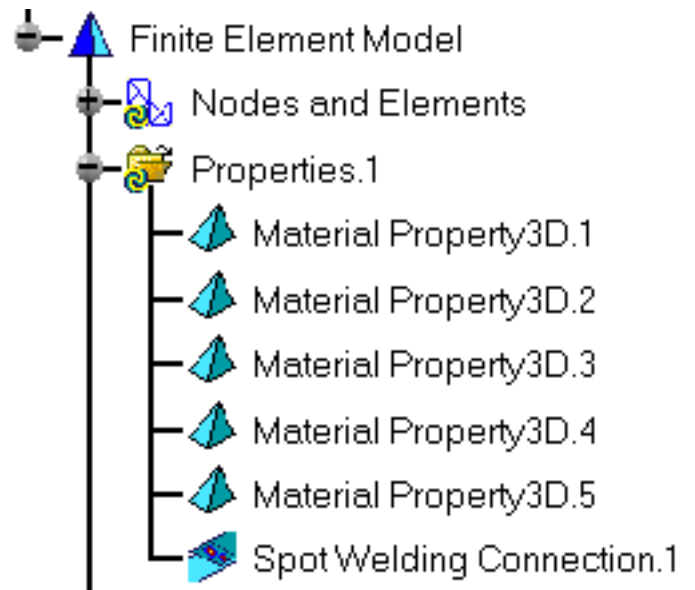 Finite Element Model
Nodes and Elements
Properties.1
Material Property3D.1
Material Property3D.2
Material Property3D.3
Material Property3D.4
Material Property3D.5
Spot Welding Connection.1